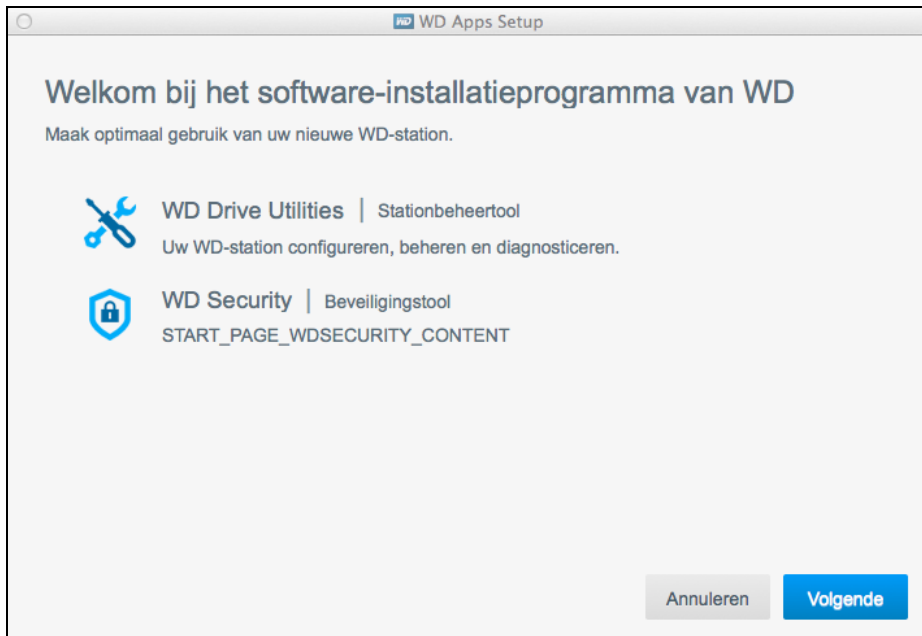 WD WD Apps Setup
Welkom bij het software-installatieprogramma van WD
Maak optimaal gebruik van uw nieuwe WD-station.
WD Drive Utilities | Stationbeheertool
Uw WD-station configureren, beheren en diagnosticeren.
WD Security | Beveiligingstool
START_PAGE_WDSECURITY_CONTENT
Annuleren
Volgende